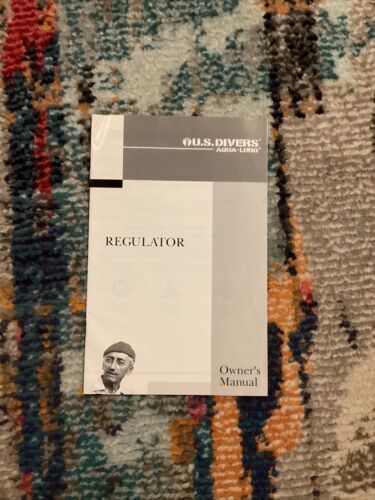 U.S. DIVERS®
AQUA-LUNG®
REGULATOR
Owner's
Manual